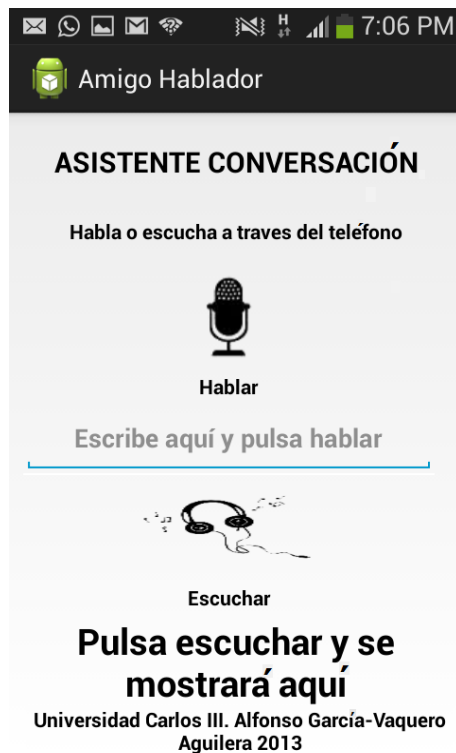 H
7:06 PM
Amigo Hablador
ASISTENTE CONVERSACIÓN
Habla o escucha a traves del teléfono
Hablar
Escribe aquí y pulsa hablar
Escuchar
Pulsa escuchar y se
mostrará aquí
Universidad Carlos III. Alfonso García-Vaquero
Aguilera 2013